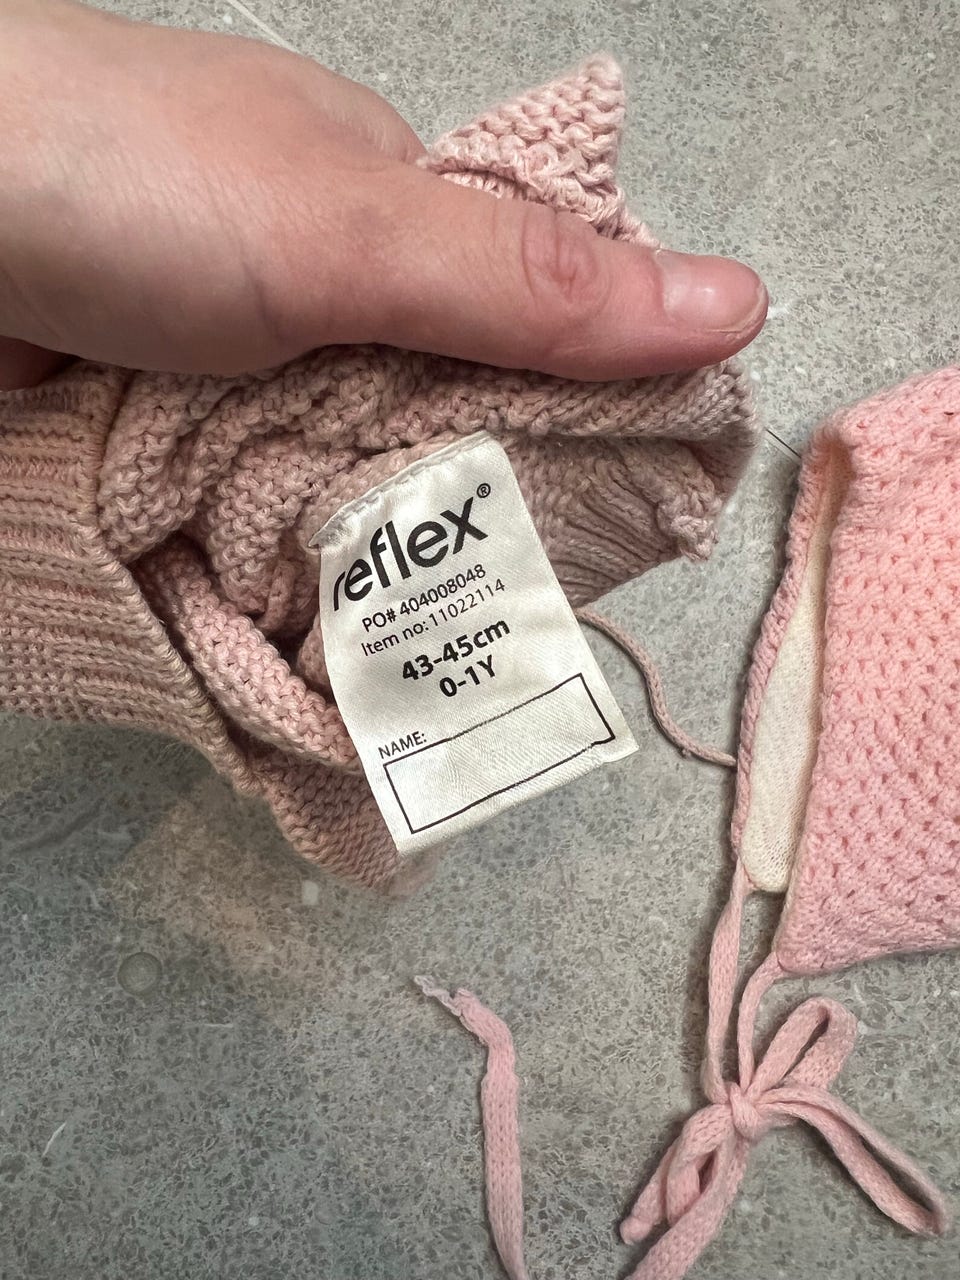 reflex®
PO# 404008048
Item no: 11022114
43-45cm
0-1Y
NAME: